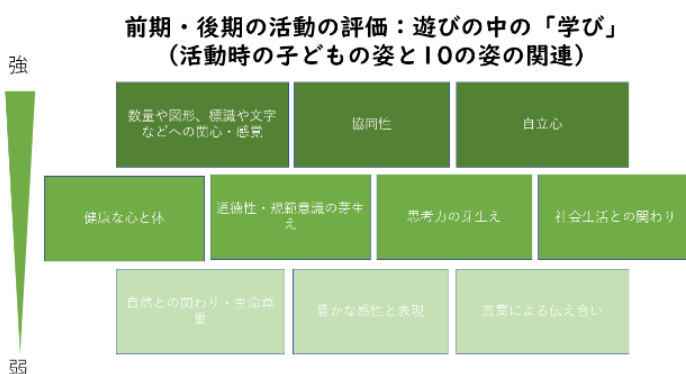 前期・後期の活動の評価：遊びの中の「学び」
（活動時の子どもの姿と10の姿の関連）
強
数量や図形、標識や文字
などへの関心・感覚
協同性
自立心
健康な心と体
道徳性・規範意識の芽生
え
思考力の芽生え
社会生活との関わり
自然との関わり・生命尊
重
豊かな感性と表現
言葉による伝え合い
弱